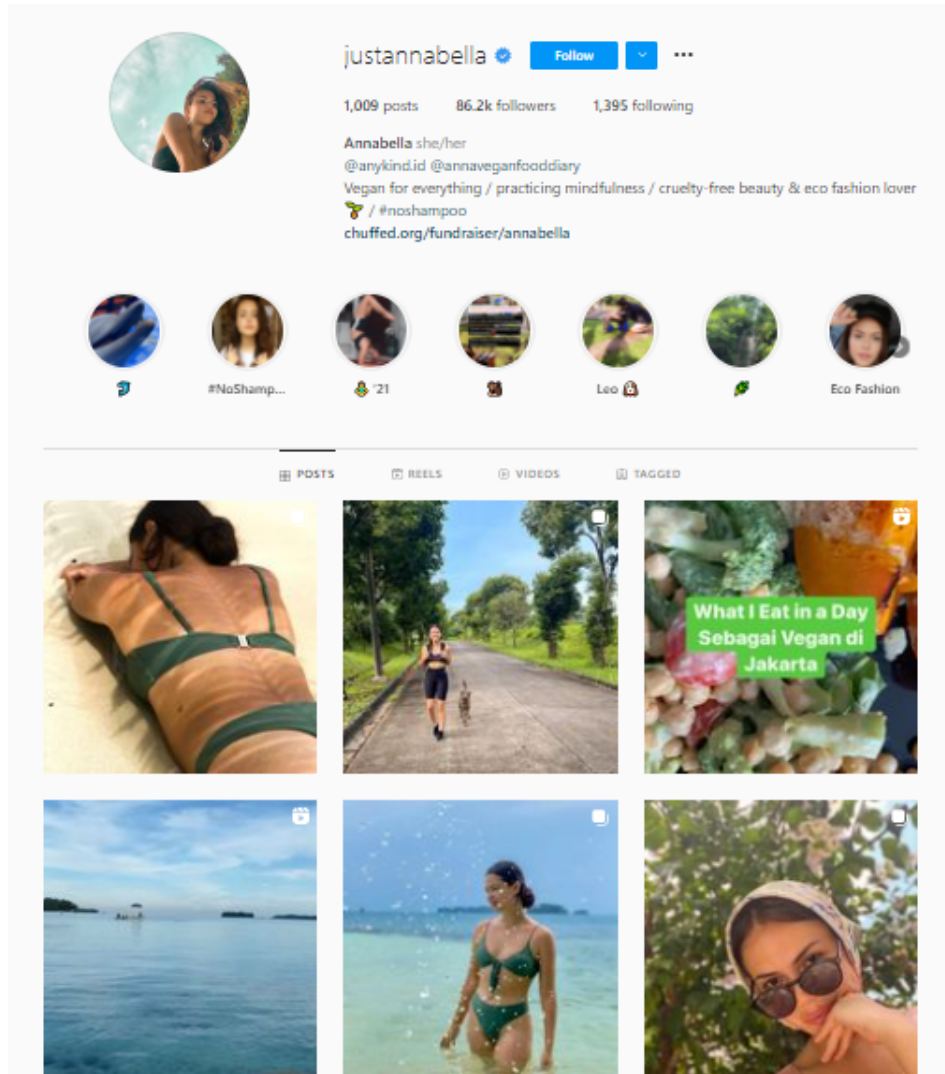 justannabella Follow
1,009 posts 86.2k followers 1,395 following
Annabella she/her
@anykind.id @annaveganfooddiary
Vegan for everything / practicing mindfulness / cruelty-free beauty & eco fashion lover
/ #noshampoo
chuffed.org/fundraiser/annabella
#NoShamp... '21 Leo Eco Fashion
POSTS REELS VIDEOS TAGGED
What I Eat in a Day
Sebagai Vegan di
Jakarta